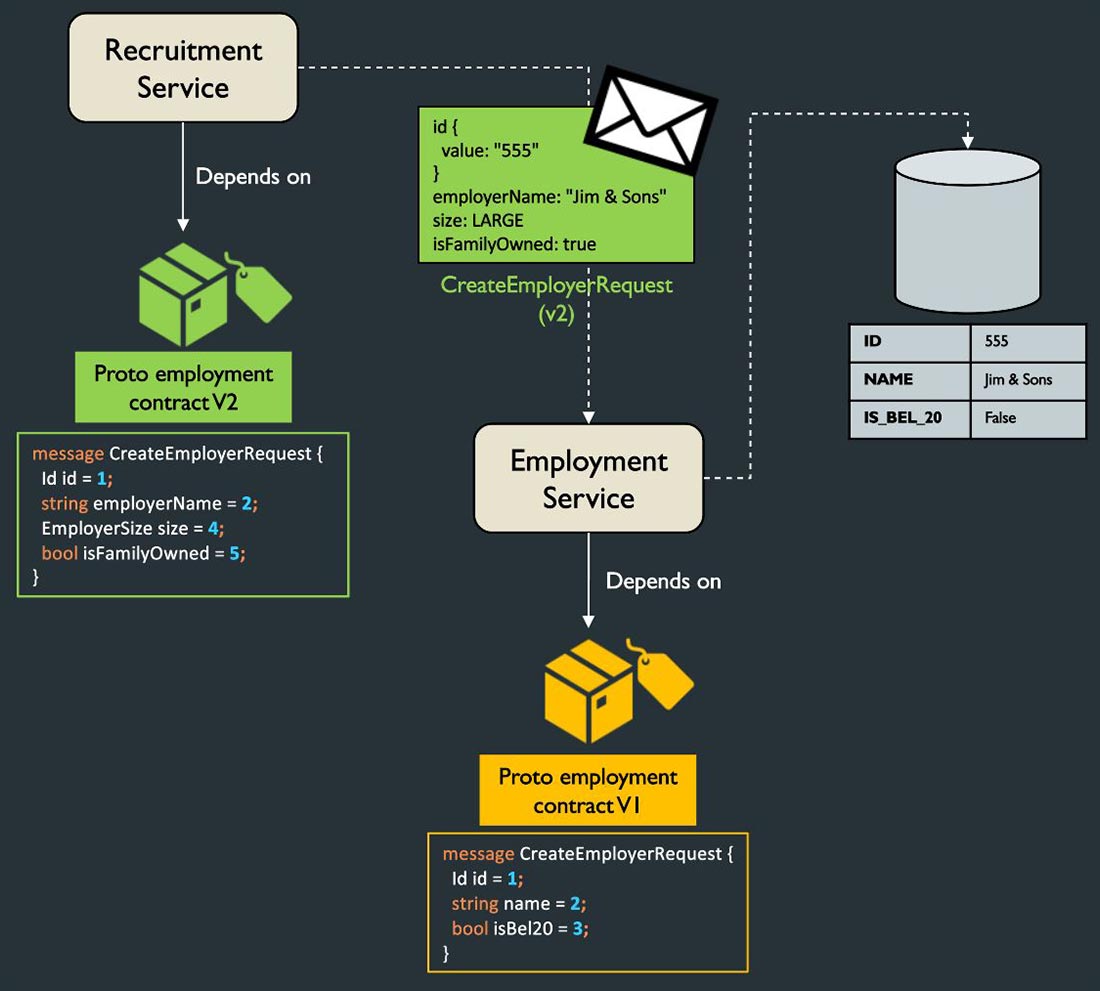 Recruitment
Service
Depends on
Proto employment
contract V2
message CreateEmployerRequest {
Id id = 1;
string employerName = 2;
EmployerSize size = 4;
bool isFamilyOwned = 5;
}
id {
value: "555"
}
employerName: "Jim & Sons"
size: LARGE
isFamilyOwned: true
CreateEmployerRequest
(v2)
Employment
Service
Depends on
Proto employment
contract V1
message CreateEmployerRequest {
Id id = 1;
string name = 2;
bool isBel20 = 3;
}
ID 555
NAME Jim & Sons
IS_BEL_20 False